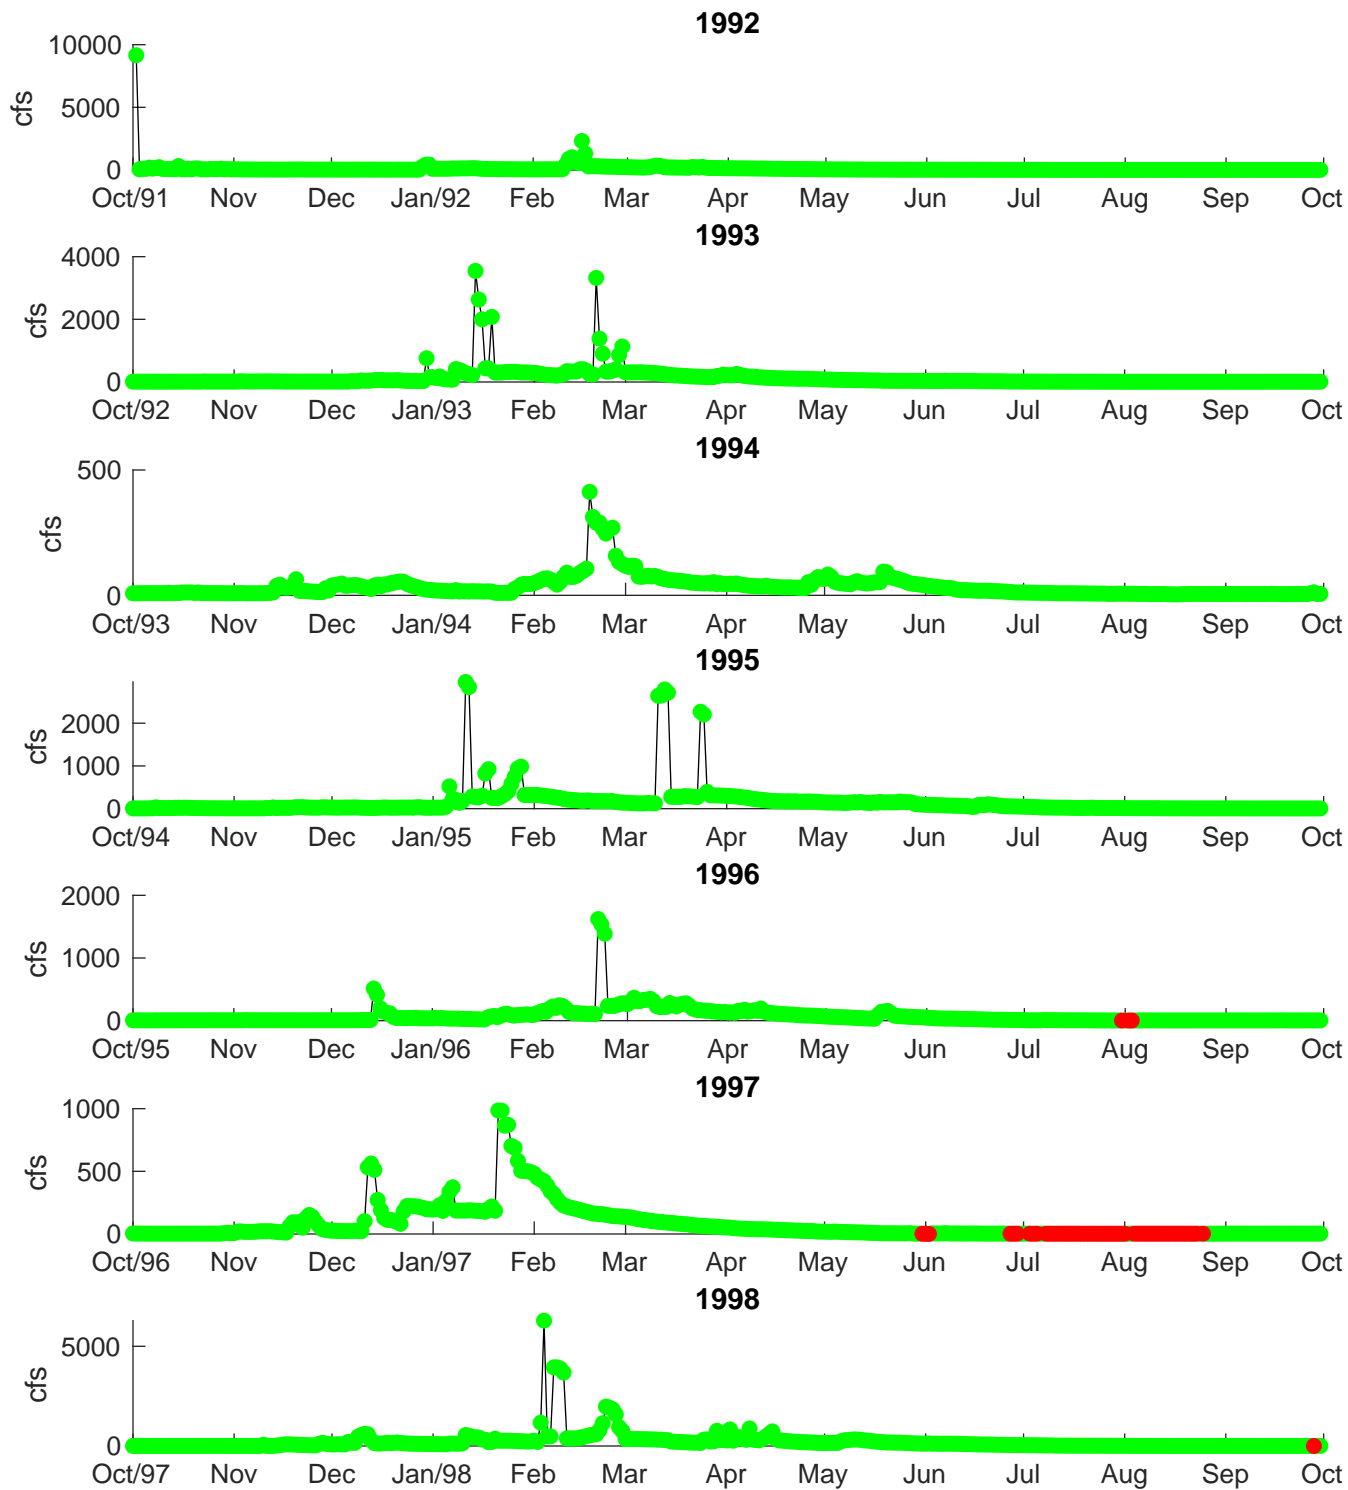 1992
10000
5000
0
cfs
Oct/91 Nov Dec Jan/92 Feb Mar Apr May Jun Jul Aug Sep Oct
1993
4000
2000
0
cfs
Oct/92 Nov Dec Jan/93 Feb Mar Apr May Jun Jul Aug Sep Oct
1994
500
0
cfs
Oct/93 Nov Dec Jan/94 Feb Mar Apr May Jun Jul Aug Sep Oct
1995
2000
1000
0
cfs
Oct/94 Nov Dec Jan/95 Feb Mar Apr May Jun Jul Aug Sep Oct
1996
2000
1000
0
cfs
Oct/95 Nov Dec Jan/96 Feb Mar Apr May Jun Jul Aug Sep Oct
1997
1000
500
0
cfs
Oct/96 Nov Dec Jan/97 Feb Mar Apr May Jun Jul Aug Sep Oct
1998
5000
0
cfs
Oct/97 Nov Dec Jan/98 Feb Mar Apr May Jun Jul Aug Sep Oct